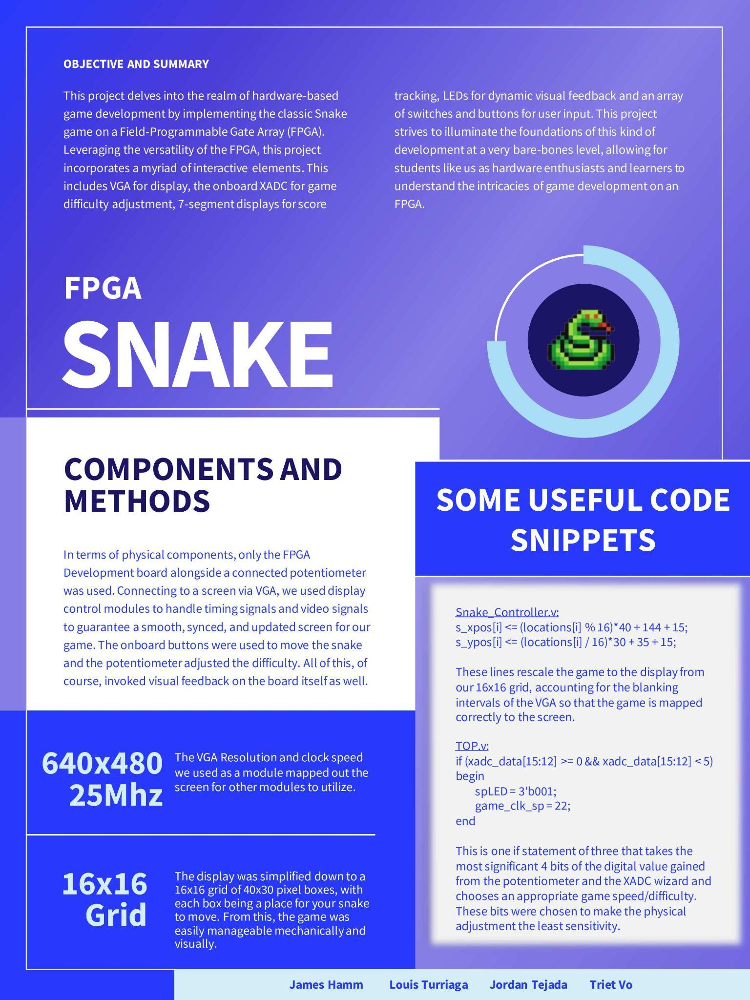 OBJECTIVE AND SUMMARY
This project delves into the realm of hardware-based
game development by implementing the classic Snake
game on a Field-Programmable Gate Array (FPGA).
Leveraging the versatility of the FPGA, this project
incorporates a myriad of interactive elements. This
includes VGA for display, the onboard XADC for game
difficulty adjustment, 7-segment displays for score
tracking, LEDs for dynamic visual feedback and an array
of switches and buttons for user input. This project
strives to illuminate the foundations of this kind of
development at a very bare-bones level, allowing for
students like us as hardware enthusiasts and learners to
understand the intricacies of game development on an
FPGA.
FPGA
SNAKE
COMPONENTS AND
METHODS
In terms of physical components, only the FPGA
Development board alongside a connected potentiometer
was used. Connecting to a screen via VGA, we used display
control modules to handle timing signals and video signals
to guarantee a smooth, synced, and updated screen for our
game. The onboard buttons were used to move the snake
and the potentiometer adjusted the difficulty. All of this, of
course, invoked visual feedback on the board itself as well.
640x480
25Mhz
The VGA Resolution and clock speed
we used as a module mapped out the
screen for other modules to utilize.
16x16
Grid
The display was simplified down to a
16x16 grid of 40x30 pixel boxes, with
each box being a place for your snake
to move. From this, the game was
easily manageable mechanically and
visually.
SOME USEFUL CODE
SNIPPETS
Snake_Controller.v:
s_xpos[i] <= (locations[i] % 16)*40 + 144 + 15;
s_ypos[i] <= (locations[i] / 16)*30 + 35 + 15;
These lines rescale the game to the display from
our 16x16 grid, accounting for the blanking
intervals of the VGA so that the game is mapped
correctly to the screen.
TOP.v:
if (xadc_data[15:12] >= 0 && xadc_data[15:12] < 5)
begin
spLED = 3'b001;
game_clk_sp = 22;
end
This is one if statement of three that takes the
most significant 4 bits of the digital value gained
from the potentiometer and the XADC wizard and
chooses an appropriate game speed/difficulty.
These bits were chosen to make the physical
adjustment the least sensitivity.
James Hamm Louis Turriaga Jordan Tejada Triet Vo